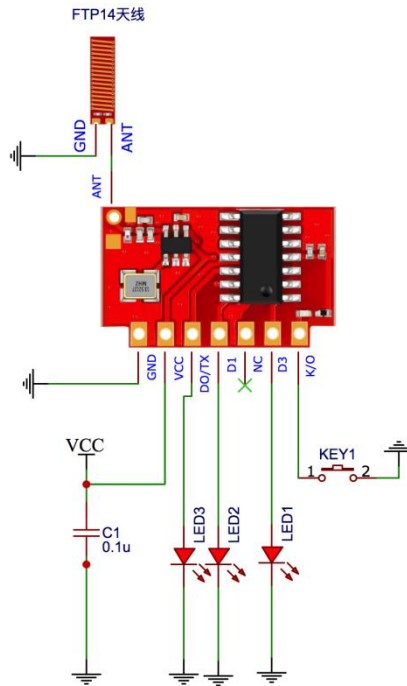 FTP14天线
GND
ANT
ANT
GND
VCC
DO/TX
D1
NC
D3
K/O
VCC
C1
0.1u
LED3
LED2
LED1
KEY1
1
2